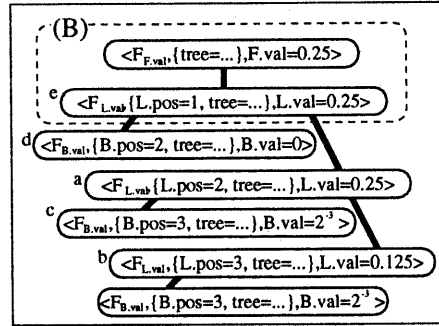 (B)
<F_F.val,{tree=...},F.val=0.25>
e <F_L.val,{L.pos=1, tree=...},L.val=0.25>
d <F_B.val,{B.pos=2, tree=...},B.val=0>
a <F_L.val,{L.pos=2, tree=...},L.val=0.25>
c <F_B.val,{B.pos=3, tree=...},B.val=2^-3 >
b <F_L.val,{L.pos=3, tree=...},L.val=0.125>
<F_B.val,{B.pos=3, tree=...},B.val=2^-3 >